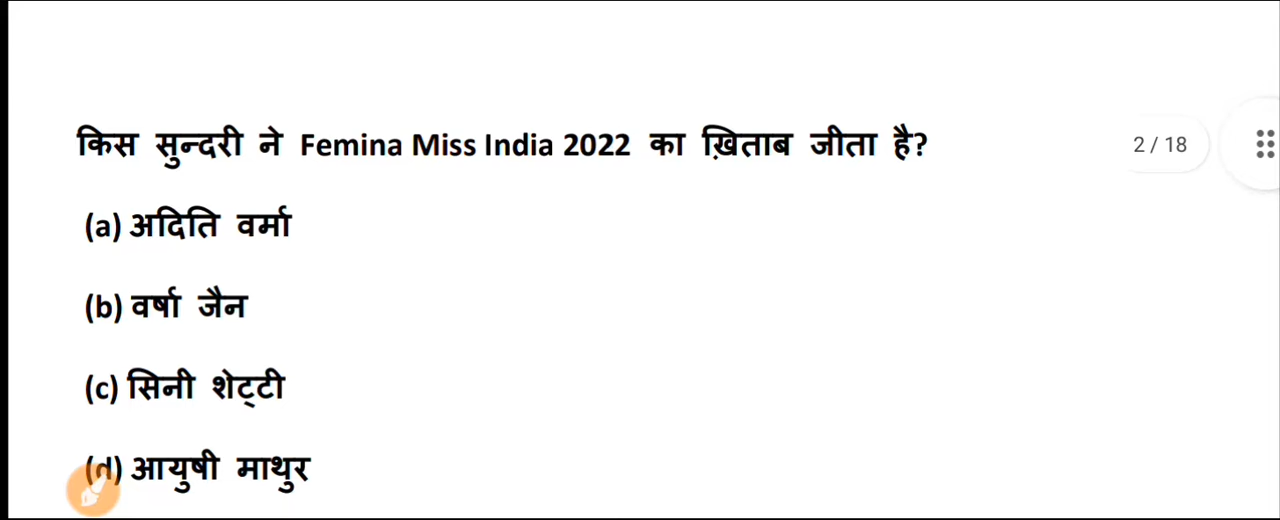 किस सुन्दरी ने Femina Miss India 2022 का ख़िताब जीता है?
2 / 18
(a) अदिति वर्मा
(b) वर्षा जैन
(c) सिनी शेट्टी
(d) आयुषी माथुर